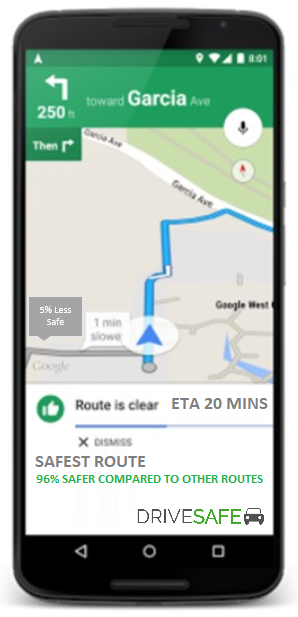 8:01
toward Garcia Ave
250 ft
Then
Garcia Ave
Garcia Ave
Google West
5% Less
Safe
1 min
slowe
Google
Route is clear ETA 20 MINS
DISMISS
SAFEST ROUTE
96% SAFER COMPARED TO OTHER ROUTES
DRIVESAFE